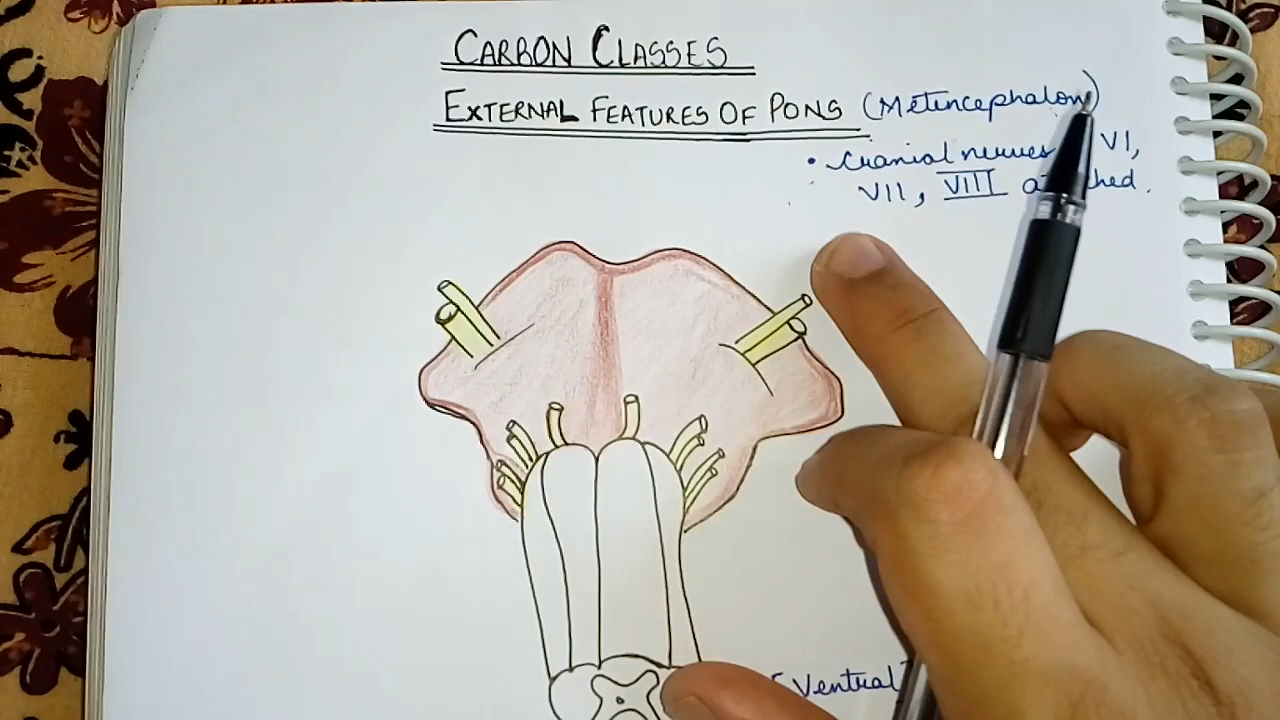 CARBON CLASSES
EXTERNAL FEATURES OF PONS (Metencephalon)
• Cranial nerves VI,
VII, VIII attached.
[Ventral]